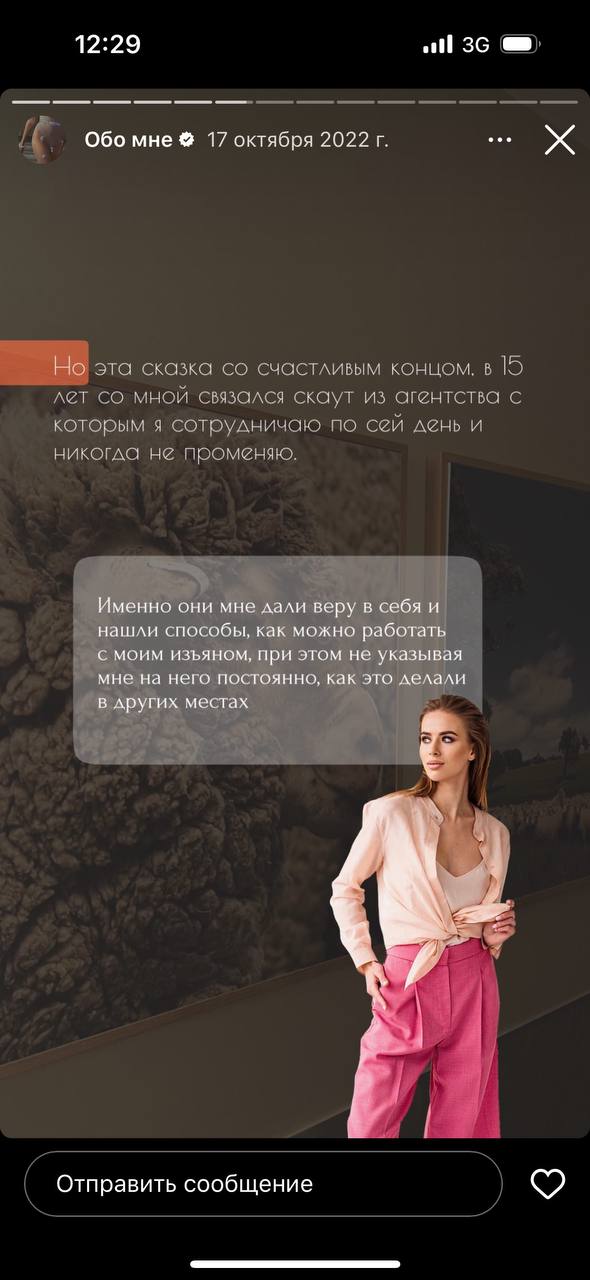 12:29
3G
Обо мне 17 октября 2022 г.
Но эта сказка со счастливым концом, в 15
лет со мной связался скаут из агентства с
которым я сотрудничаю по сей день и
никогда не променяю.
Именно они мне дали веру в себя и
нашли способы, как можно работать
с моим изъяном, при этом не указывая
мне на него постоянно, как это делали
в других местах
Отправить сообщение